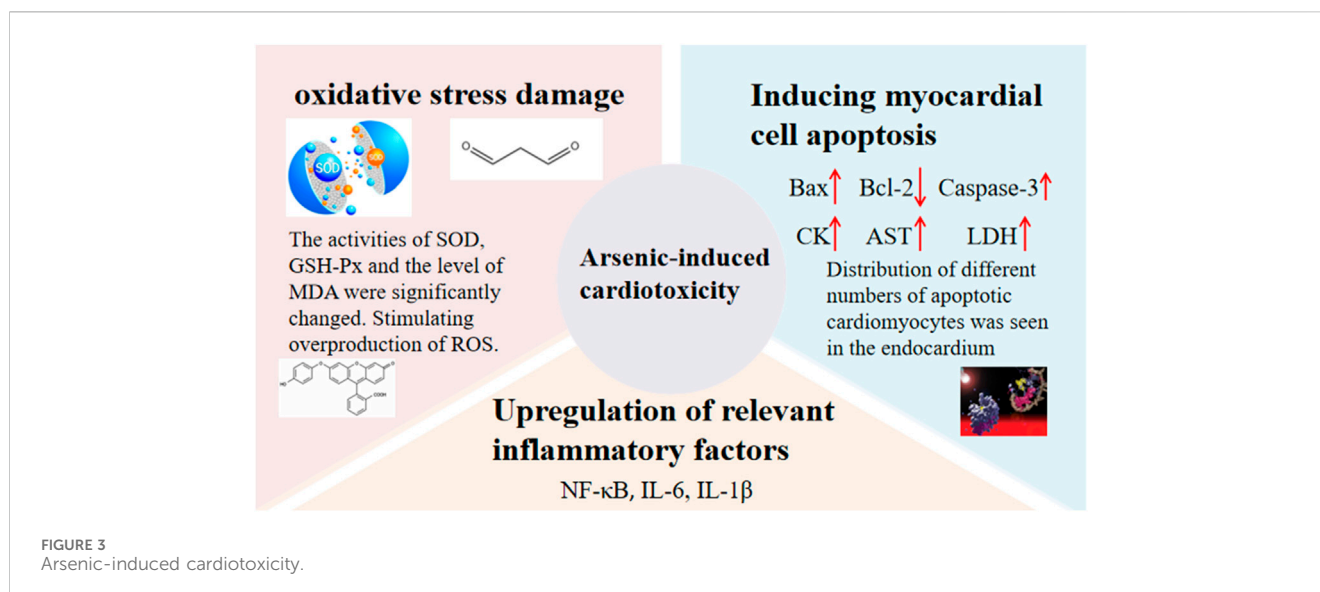 oxidative stress damage
SOD
SOD
O
O
The activities of SOD,
GSH-Px and the level of
MDA were significantly
changed. Stimulating
overproduction of ROS.
HO
O
O
O
COOH
Arsenic-induced
cardiotoxicity
Inducing myocardial
cell apoptosis
Bax↑ Bcl-2↓ Caspase-3↑
CK↑ AST↑ LDH↑
Distribution of different
numbers of apoptotic
cardiomyocytes was seen
in the endocardium
Upregulation of relevant
inflammatory factors
NF-κB, IL-6, IL-1β
FIGURE 3
Arsenic-induced cardiotoxicity.